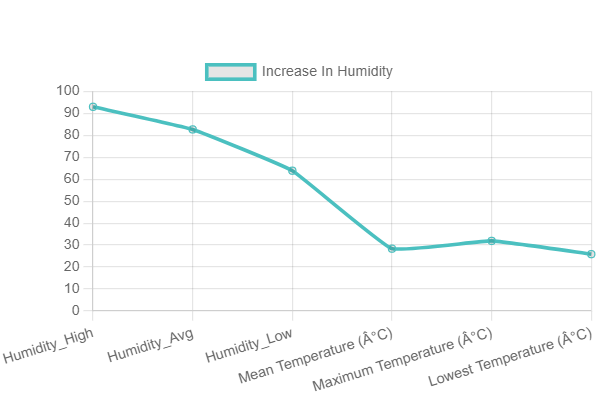 Increase In Humidity
100
90
80
70
60
50
40
30
20
10
0
Humidity_High
Humidity_Avg
Humidity_Low
Mean Temperature (Â°C)
Maximum Temperature (Â°C)
Lowest Temperature (Â°C)